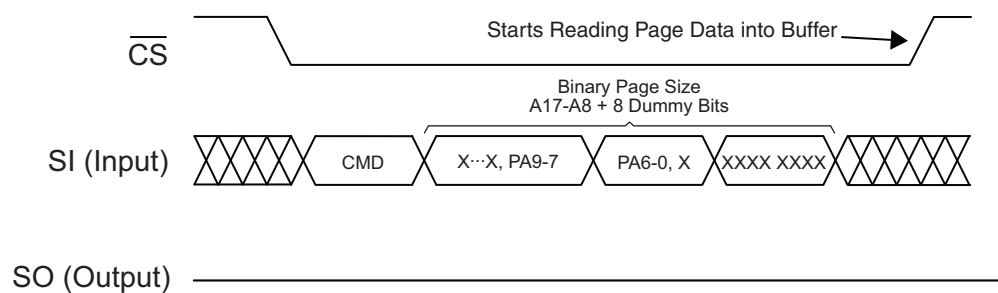 Starts Reading Page Data into Buffer
CS
Binary Page Size
A17-A8 + 8 Dummy Bits
SI (Input)
CMD
X···X, PA9-7
PA6-0, X
XXXX XXXX
SO (Output)